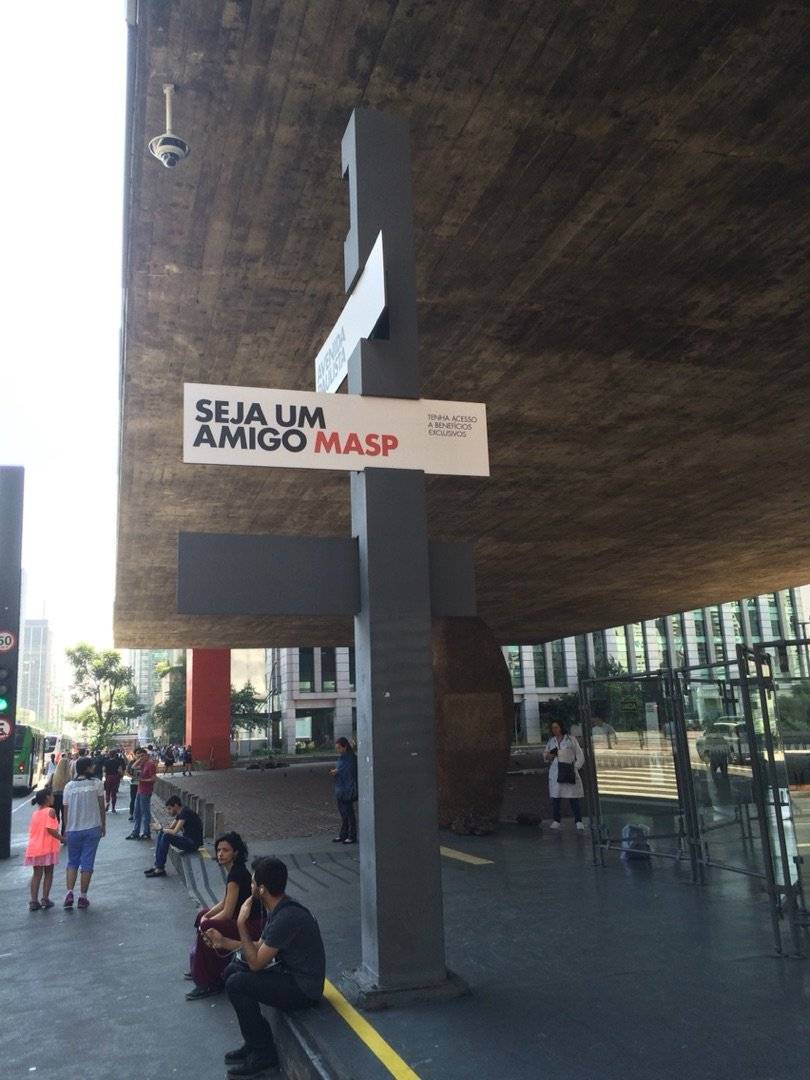 AVENIDA
PAULISTA
SEJA UM
AMIGO MASP
TENHA ACESSO
A BENEFÍCIOS
EXCLUSIVOS
60